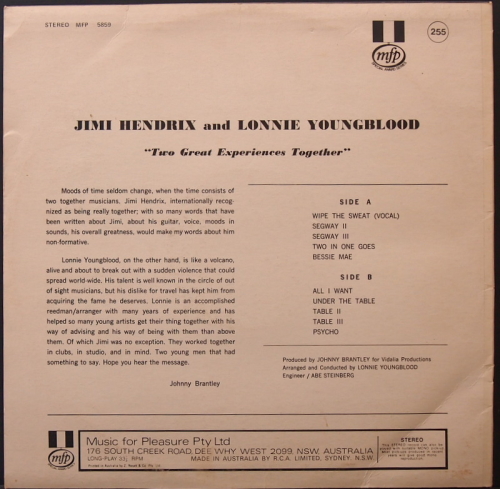 STEREO MFP 5859
mfp
255
JIMI HENDRIX and LONNIE YOUNGBLOOD
"Two Great Experiences Together"
Moods of time seldom change, when the time consists of
two together musicians. Jimi Hendrix, internationally recog-
nized as being really together; with so many words that have
been written about Jimi, about his guitar, voice, moods in
sounds, his overall greatness, would make my words about him
non-formative.
Lonnie Youngblood, on the other hand, is like a volcano,
alive and about to break out with a sudden violence that could
spread world-wide. His talent is well known in the circle of out
of sight musicians, but his dislike for travel has kept him from
acquiring the fame he deserves. Lonnie is an accomplished
reedman/arranger with many years of experience and has
helped so many young artists get their thing together with his
way of advising and his way of being with them than above
them. Of which Jimi was no exception. They worked together
in clubs, in studio, and in mind. Two young men that had
something to say. Hope you hear the message.
Johnny Brantley
SIDE A
WIPE THE SWEAT (VOCAL)
SEGWAY II
SEGWAY III
TWO IN ONE GOES
BESSIE MAE
SIDE B
ALL I WANT
UNDER THE TABLE
TABLE II
TABLE III
PSYCHO
Produced by JOHNNY BRANTLEY for Vidalia Productions
Arranged and Conducted by LONNIE YOUNGBLOOD
Engineer / ABE STEINBERG
mfp
Music for Pleasure Pty Ltd
176 SOUTH CREEK ROAD, DEE WHY WEST 2099, NSW. AUSTRALIA
LONG-PLAY 33⅓ RPM MADE IN AUSTRALIA BY R.C.A. LIMITED, SYDNEY, N.S.W.
STEREO